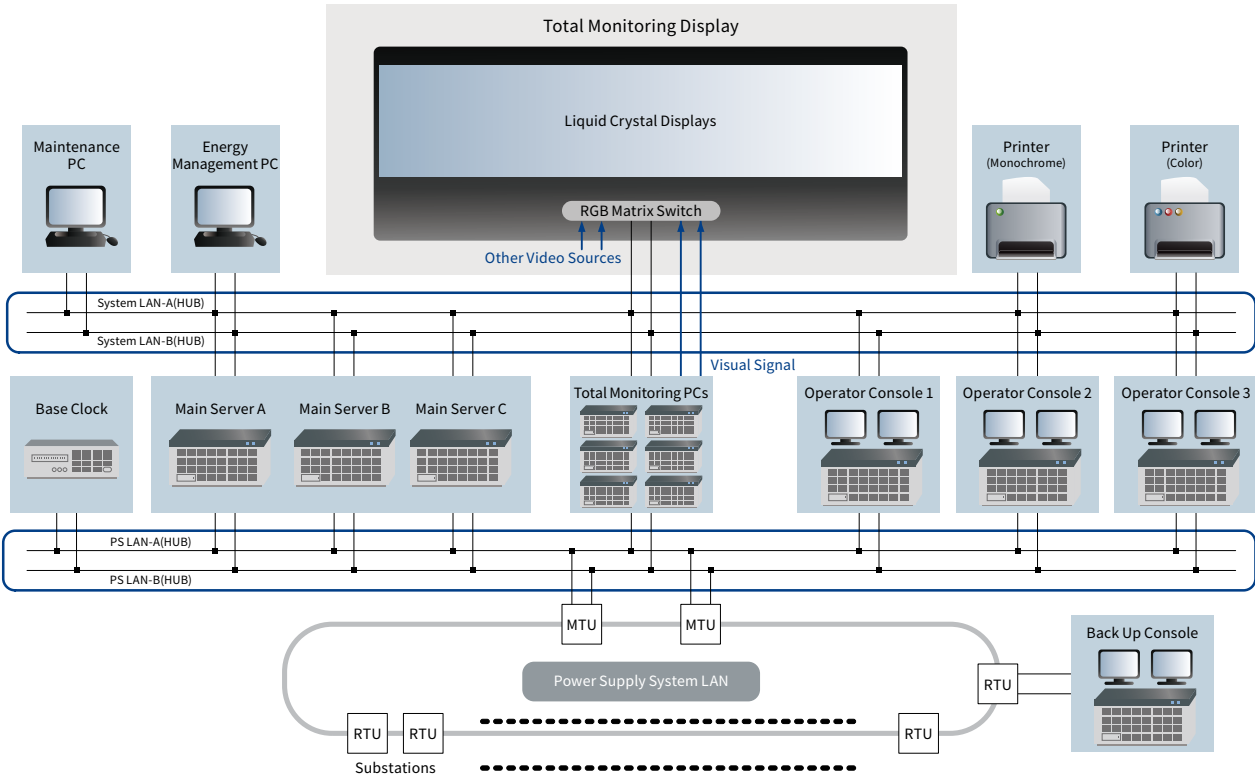 Total Monitoring Display
Liquid Crystal Displays
RGB Matrix Switch
Other Video Sources
Maintenance
PC
Energy
Management PC
Printer
(Monochrome)
Printer
(Color)
System LAN-A(HUB)
System LAN-B(HUB)
Visual Signal
Base Clock
Main Server A
Main Server B
Main Server C
Total Monitoring PCs
Operator Console 1
Operator Console 2
Operator Console 3
PS LAN-A(HUB)
PS LAN-B(HUB)
MTU
MTU
Power Supply System LAN
RTU
Back Up Console
RTU
RTU
RTU
Substations